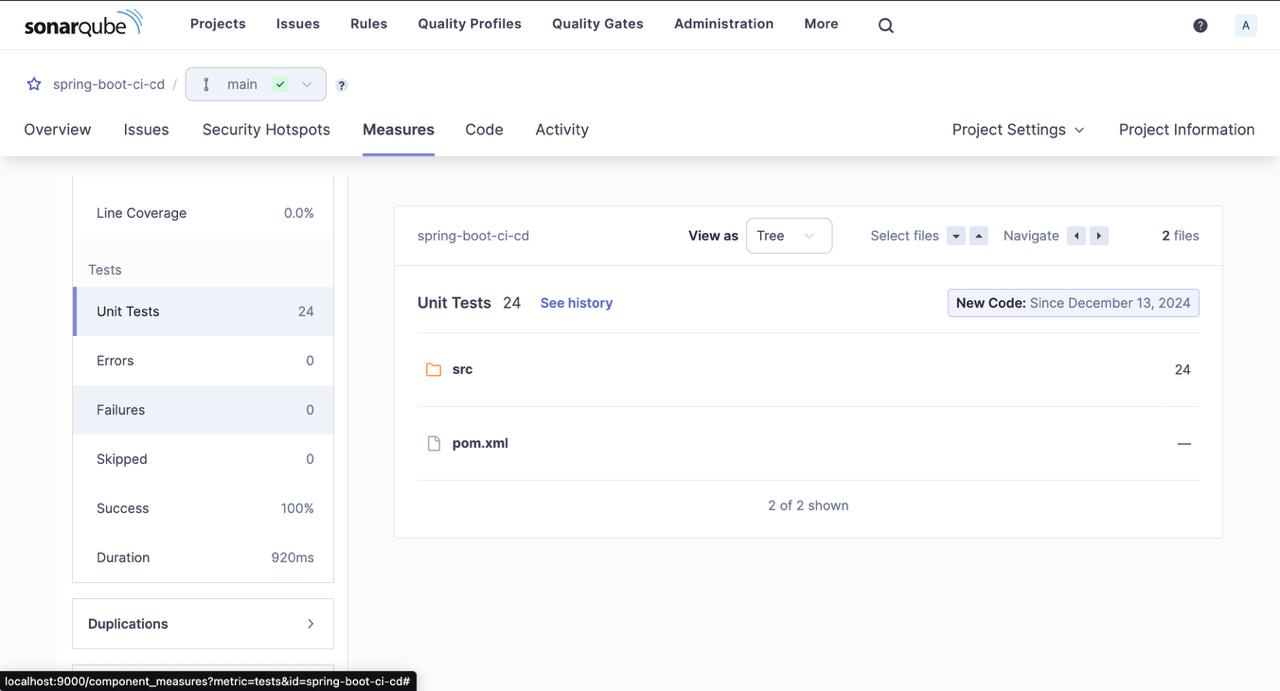 sonarqube Projects Issues Rules Quality Profiles Quality Gates Administration More ? A
spring-boot-ci-cd / main ?
Overview Issues Security Hotspots Measures Code Activity Project Settings Project Information
Line Coverage 0.0%
Tests
Unit Tests 24
Errors 0
Failures 0
Skipped 0
Success 100%
Duration 920ms
Duplications
spring-boot-ci-cd View as Tree Select files Navigate 2 files
Unit Tests 24 See history New Code: Since December 13, 2024
src 24
pom.xml —
2 of 2 shown
localhost:9000/component_measures?metric=tests&id=spring-boot-ci-cd#